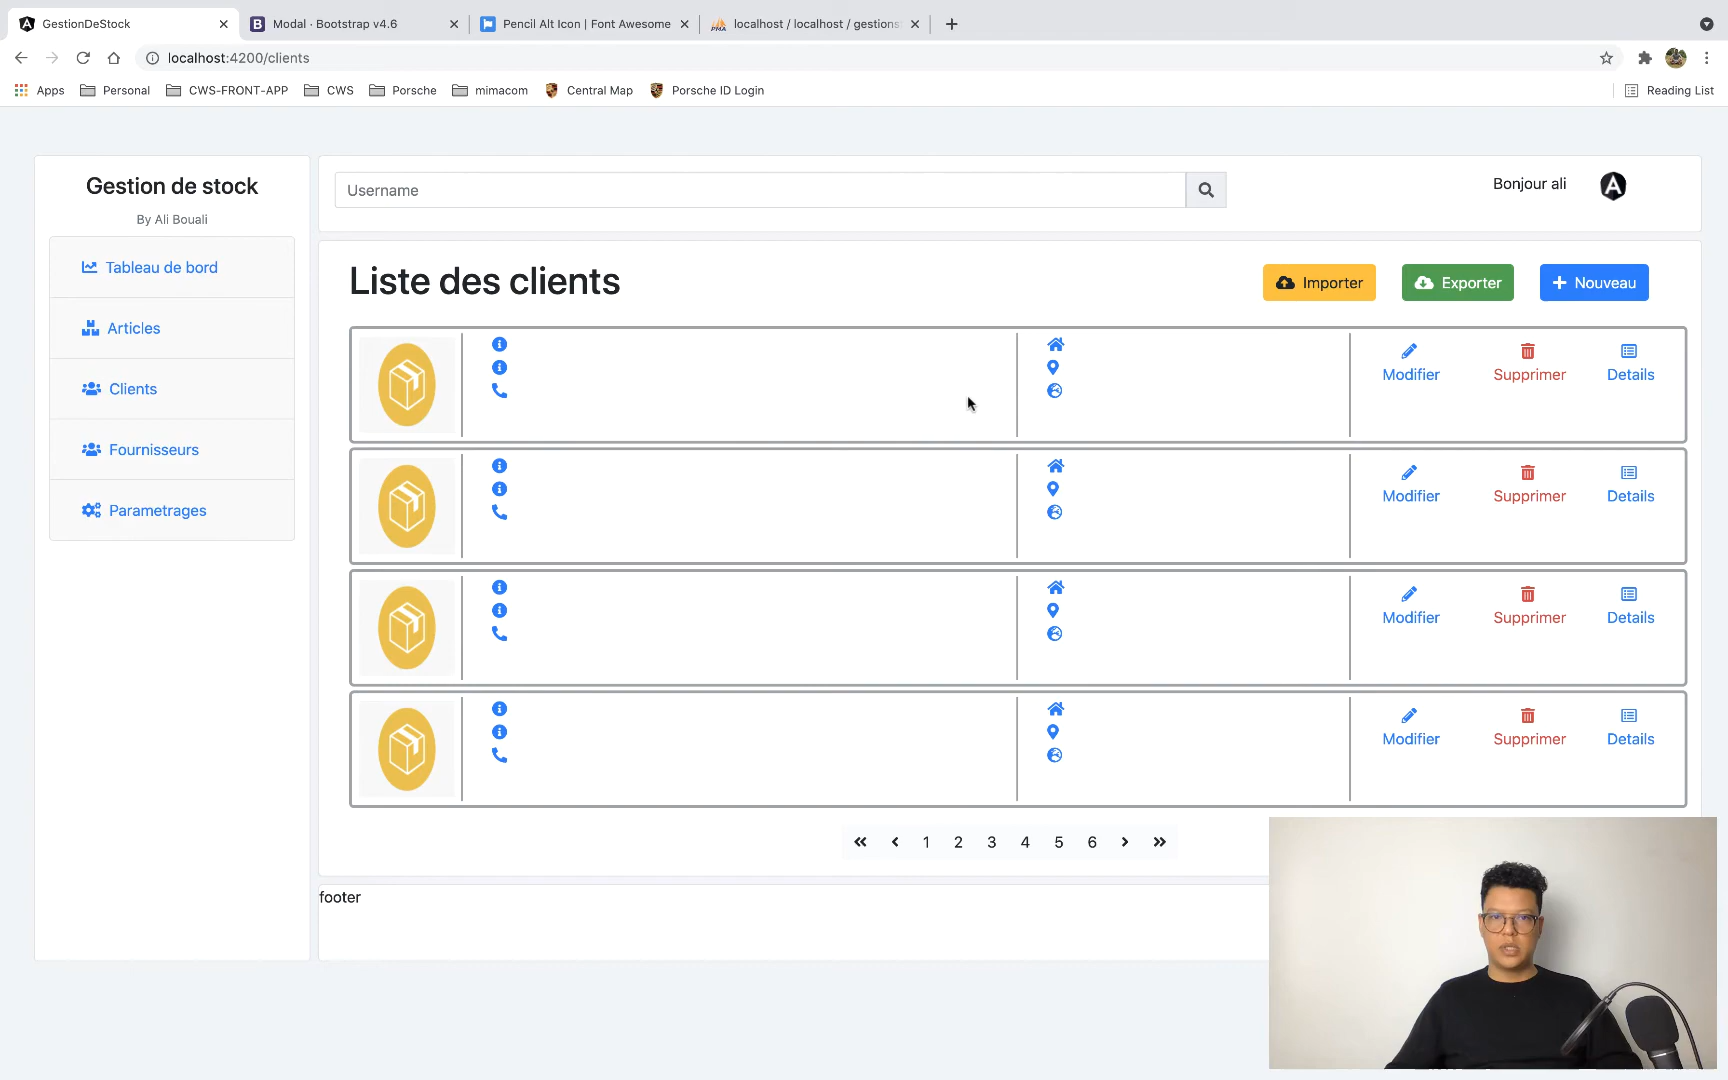 GestionDeStock
Modal · Bootstrap v4.6
Pencil Alt Icon | Font Awesome
localhost / localhost / gestions
localhost:4200/clients
Apps
Personal
CWS-FRONT-APP
CWS
Porsche
mimacom
Central Map
Porsche ID Login
Reading List
Gestion de stock
By Ali Bouali
Tableau de bord
Articles
Clients
Fournisseurs
Parametrages
Username
Bonjour ali
Liste des clients
Importer
Exporter
Nouveau
Modifier Supprimer Details
Modifier Supprimer Details
Modifier Supprimer Details
Modifier Supprimer Details
« ‹ 1 2 3 4 5 6 › »
footer